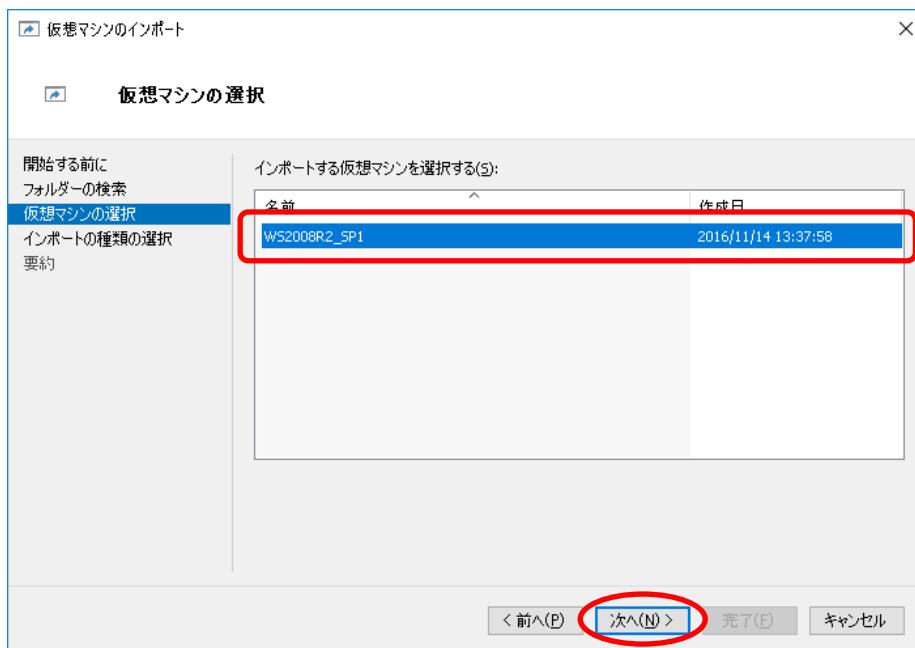 仮想マシンのインポート
仮想マシンの選択
開始する前に
フォルダーの検索
仮想マシンの選択
インポートの種類の選択
要約
インポートする仮想マシンを選択する(S):
名前 作成日
WS2008R2_SP1 2016/11/14 13:37:58
< 前へ(P) 次へ(N) > 完了(F) キャンセル